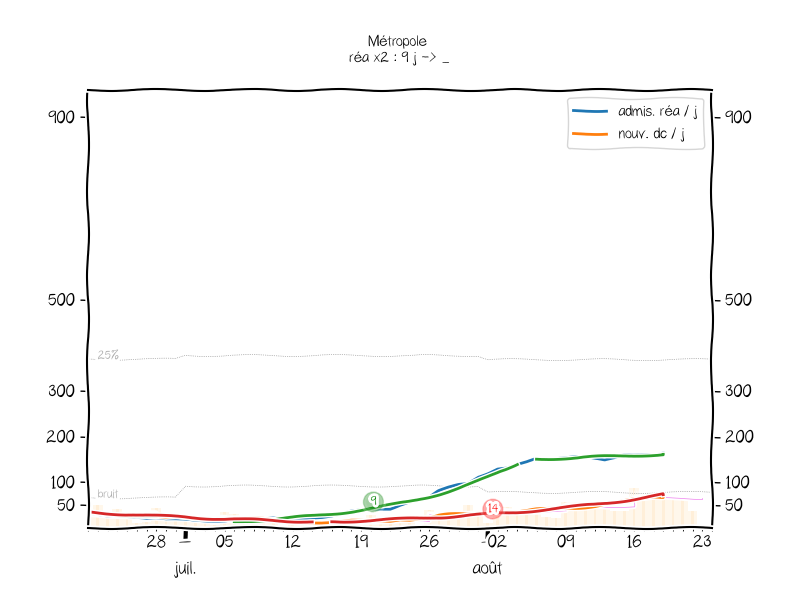 Métropole
réa x2 : 9 j -> _
admis. réa / j
nouv. dc / j
900 900
500 500
25%
300 300
200 200
100 100
bruit
50 50
9
14
28 05 12 19 26 02 09 16 23
juil. août